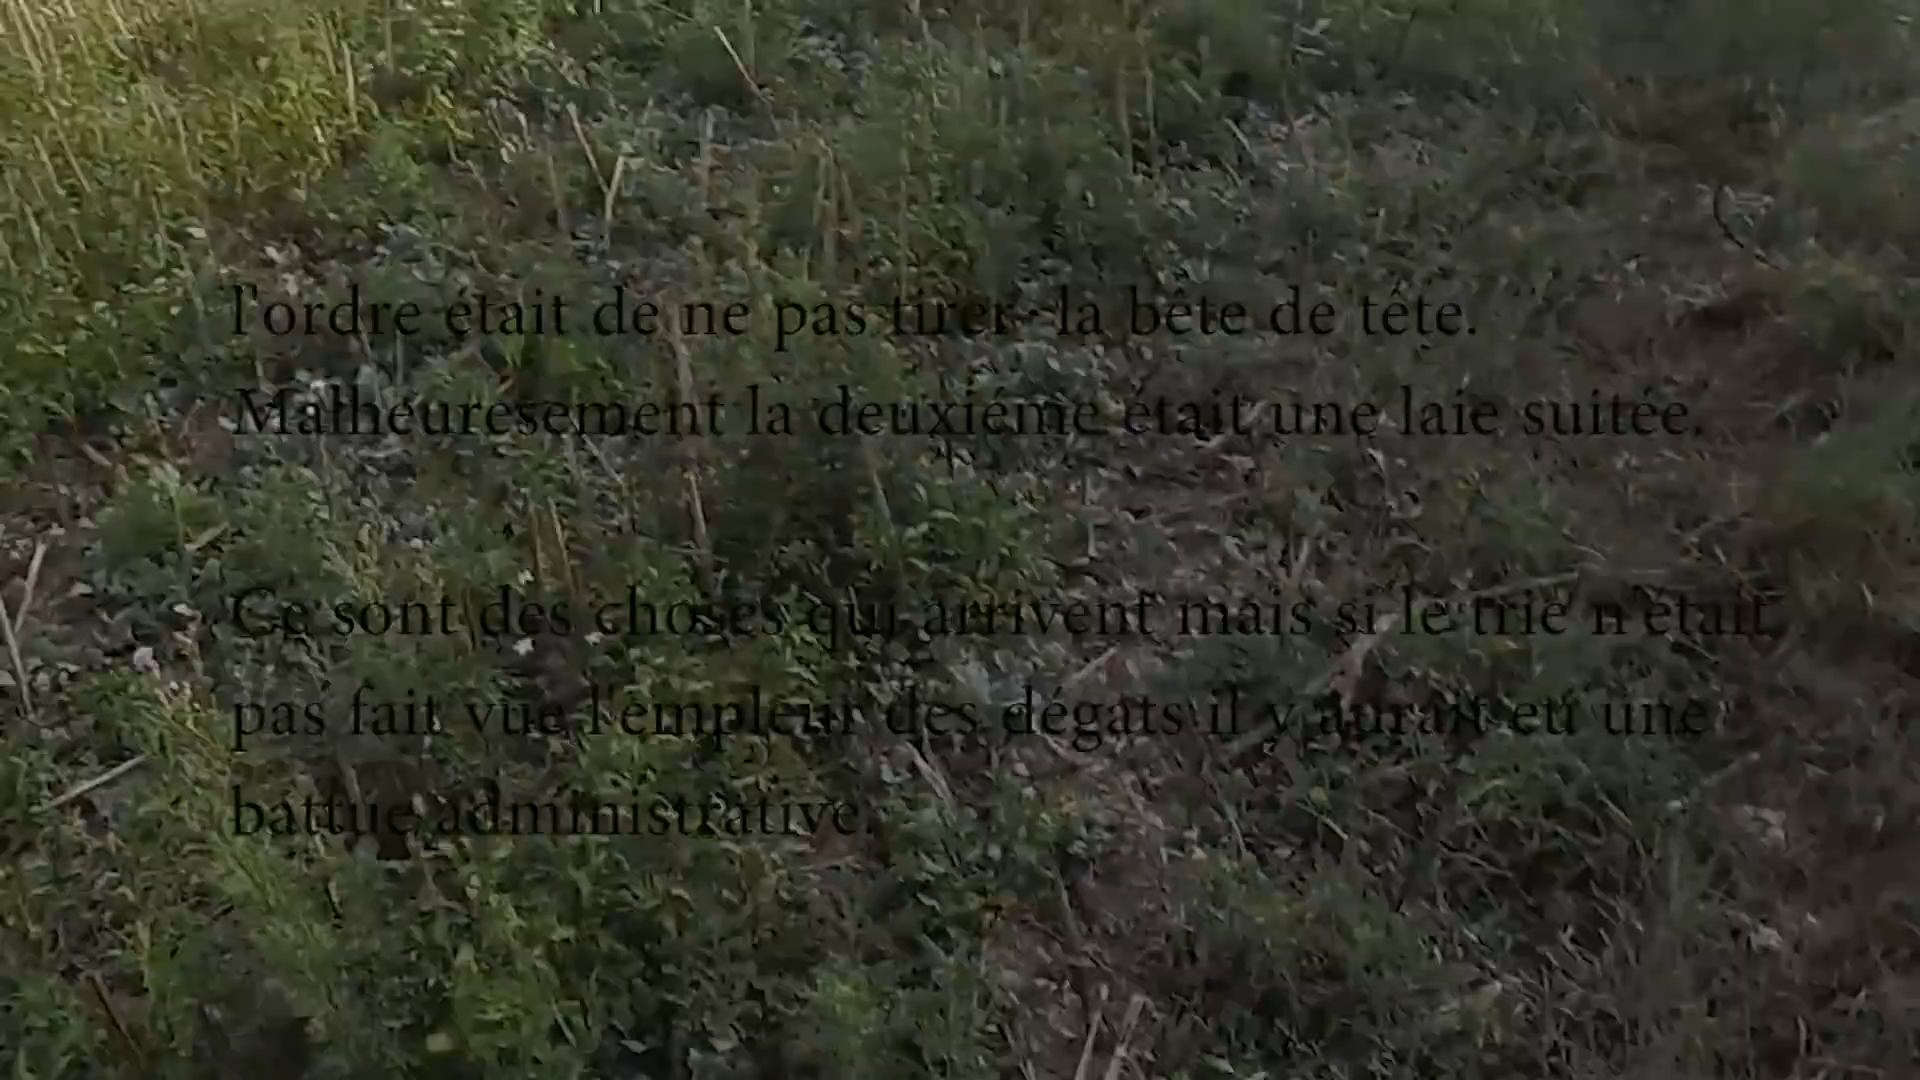 l'ordre était de ne pas tirer la bête de tête.
Malheuresement la deuxiéme était une laie suitée.
Ce sont des choses qui arrivent mais si le trie n'était
pas fait vue l'émpleur des dégats il y aurait eu une
battue administrative.